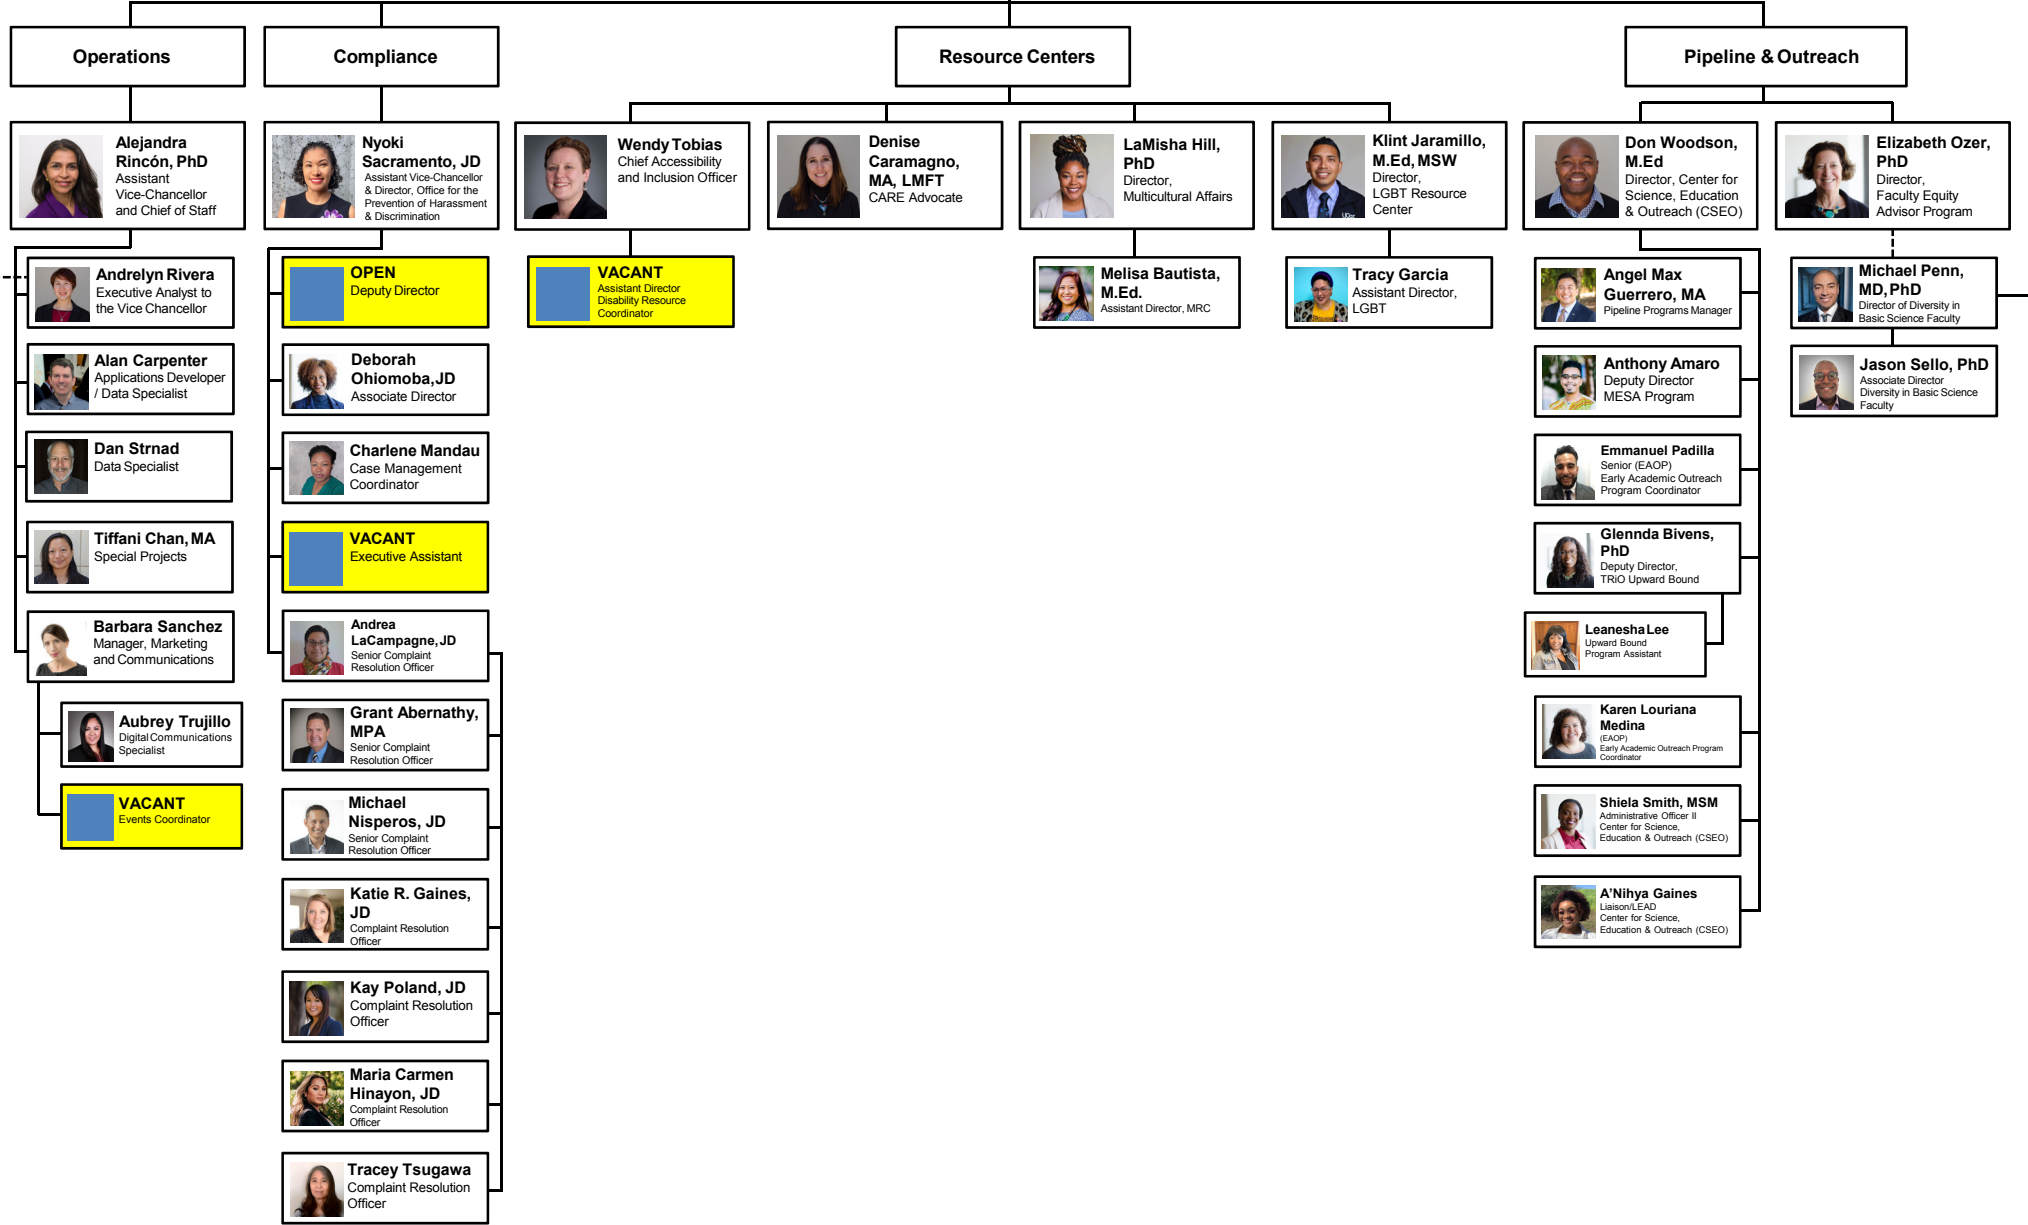 Operations
Compliance
Resource Centers
Pipeline & Outreach
Alejandra
Rincón, PhD
Assistant
Vice-Chancellor
and Chief of Staff
Nyoki
Sacramento, JD
Assistant Vice-Chancellor
& Director, Office for the
Prevention of Harassment
& Discrimination
Wendy Tobias
Chief Accessibility
and Inclusion Officer
Denise
Caramagno,
MA, LMFT
CARE Advocate
LaMisha Hill,
PhD
Director,
Multicultural Affairs
Klint Jaramillo,
M.Ed, MSW
Director,
LGBT Resource
Center
Don Woodson,
M.Ed
Director, Center for
Science, Education
& Outreach (CSEO)
Elizabeth Ozer,
PhD
Director,
Faculty Equity
Advisor Program
Andrelyn Rivera
Executive Analyst to
the Vice Chancellor
Alan Carpenter
Applications Developer
/ Data Specialist
Dan Strnad
Data Specialist
Tiffani Chan, MA
Special Projects
Barbara Sanchez
Manager, Marketing
and Communications
Aubrey Trujillo
Digital Communications
Specialist
VACANT
Events Coordinator
OPEN
Deputy Director
Deborah
Ohiomoba, JD
Associate Director
Charlene Mandau
Case Management
Coordinator
VACANT
Executive Assistant
Andrea
LaCampagne, JD
Senior Complaint
Resolution Officer
Grant Abernathy,
MPA
Senior Complaint
Resolution Officer
Michael
Nisperos, JD
Senior Complaint
Resolution Officer
Katie R. Gaines,
JD
Complaint Resolution
Officer
Kay Poland, JD
Complaint Resolution
Officer
Maria Carmen
Hinayon, JD
Complaint Resolution
Officer
Tracey Tsugawa
Complaint Resolution
Officer
VACANT
Assistant Director
Disability Resource
Coordinator
Melisa Bautista,
M.Ed.
Assistant Director, MRC
Tracy Garcia
Assistant Director,
LGBT
Angel Max
Guerrero, MA
Pipeline Programs Manager
Anthony Amaro
Deputy Director
MESA Program
Emmanuel Padilla
Senior (EAOP)
Early Academic Outreach
Program Coordinator
Glennda Bivens,
PhD
Deputy Director,
TRiO Upward Bound
Leanesha Lee
Upward Bound
Program Assistant
Karen Louriana
Medina
(EAOP)
Early Academic Outreach Program
Coordinator
Shiela Smith, MSM
Administrative Officer II
Center for Science,
Education & Outreach (CSEO)
A'Nihya Gaines
Liaison/LEAD
Center for Science,
Education & Outreach (CSEO)
Michael Penn,
MD, PhD
Director of Diversity in
Basic Science Faculty
Jason Sello, PhD
Associate Director
Diversity in Basic Science
Faculty